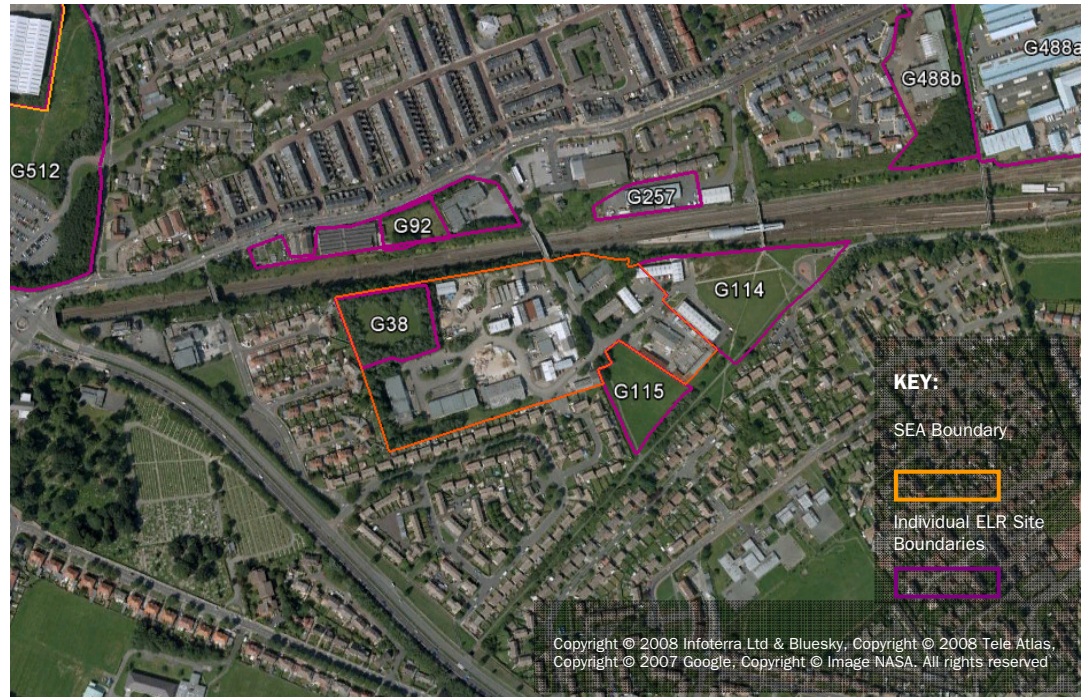 G488a
G488b
G512
G257
G92
G114
G38
G115
KEY:
SEA Boundary
Individual ELR Site
Boundaries
Copyright © 2008 Infoterra Ltd & Bluesky, Copyright © 2008 Tele Atlas,
Copyright © 2007 Google, Copyright © Image NASA. All rights reserved